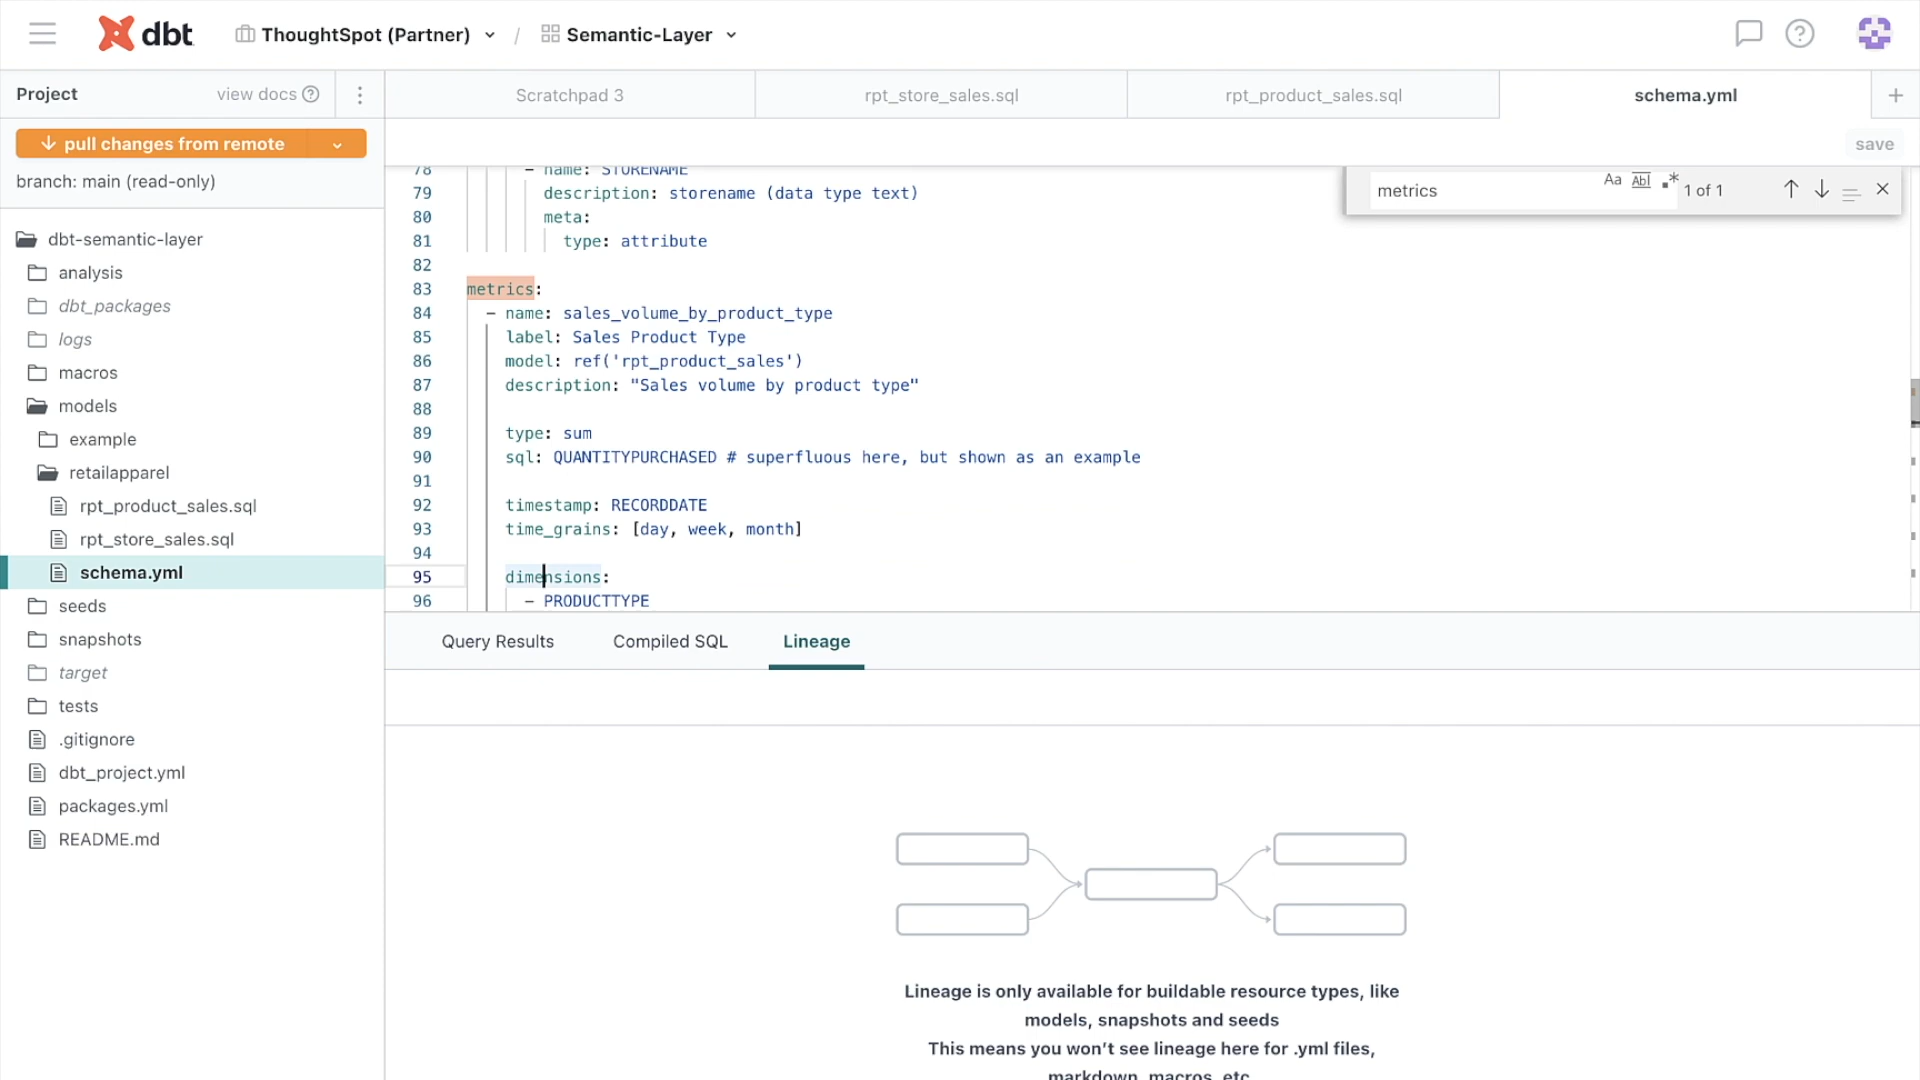 dbt
ThoughtSpot (Partner)
/
Semantic-Layer
Project
view docs
Scratchpad 3
rpt_store_sales.sql
rpt_product_sales.sql
schema.yml
+
pull changes from remote
save
branch: main (read-only)
dbt-semantic-layer
analysis
dbt_packages
logs
macros
models
example
retailapparel
rpt_product_sales.sql
rpt_store_sales.sql
schema.yml
seeds
snapshots
target
tests
.gitignore
dbt_project.yml
packages.yml
README.md
metrics
Aa
Abl
.*
1 of 1
78 - name: STORENAME
79 description: storename (data type text)
80 meta:
81 type: attribute
82
83 metrics:
84 - name: sales_volume_by_product_type
85 label: Sales Product Type
86 model: ref('rpt_product_sales')
87 description: "Sales volume by product type"
88
89 type: sum
90 sql: QUANTITYPURCHASED # superfluous here, but shown as an example
91
92 timestamp: RECORDDATE
93 time_grains: [day, week, month]
94
95 dimensions:
96 - PRODUCTTYPE
Query Results
Compiled SQL
Lineage
Lineage is only available for buildable resource types, like
models, snapshots and seeds
This means you won't see lineage here for .yml files,
markdown, macros, etc